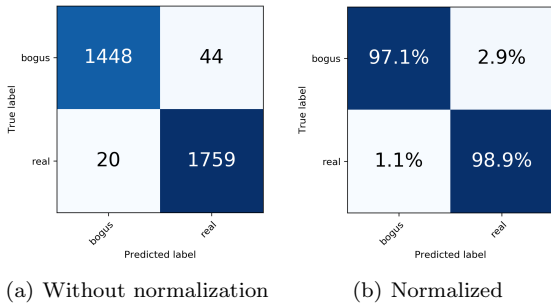 bogus
1448
44
real
20
1759
True label
bogus
real
Predicted label
(a) Without normalization
bogus
97.1%
2.9%
real
1.1%
98.9%
True label
bogus
real
Predicted label
(b) Normalized